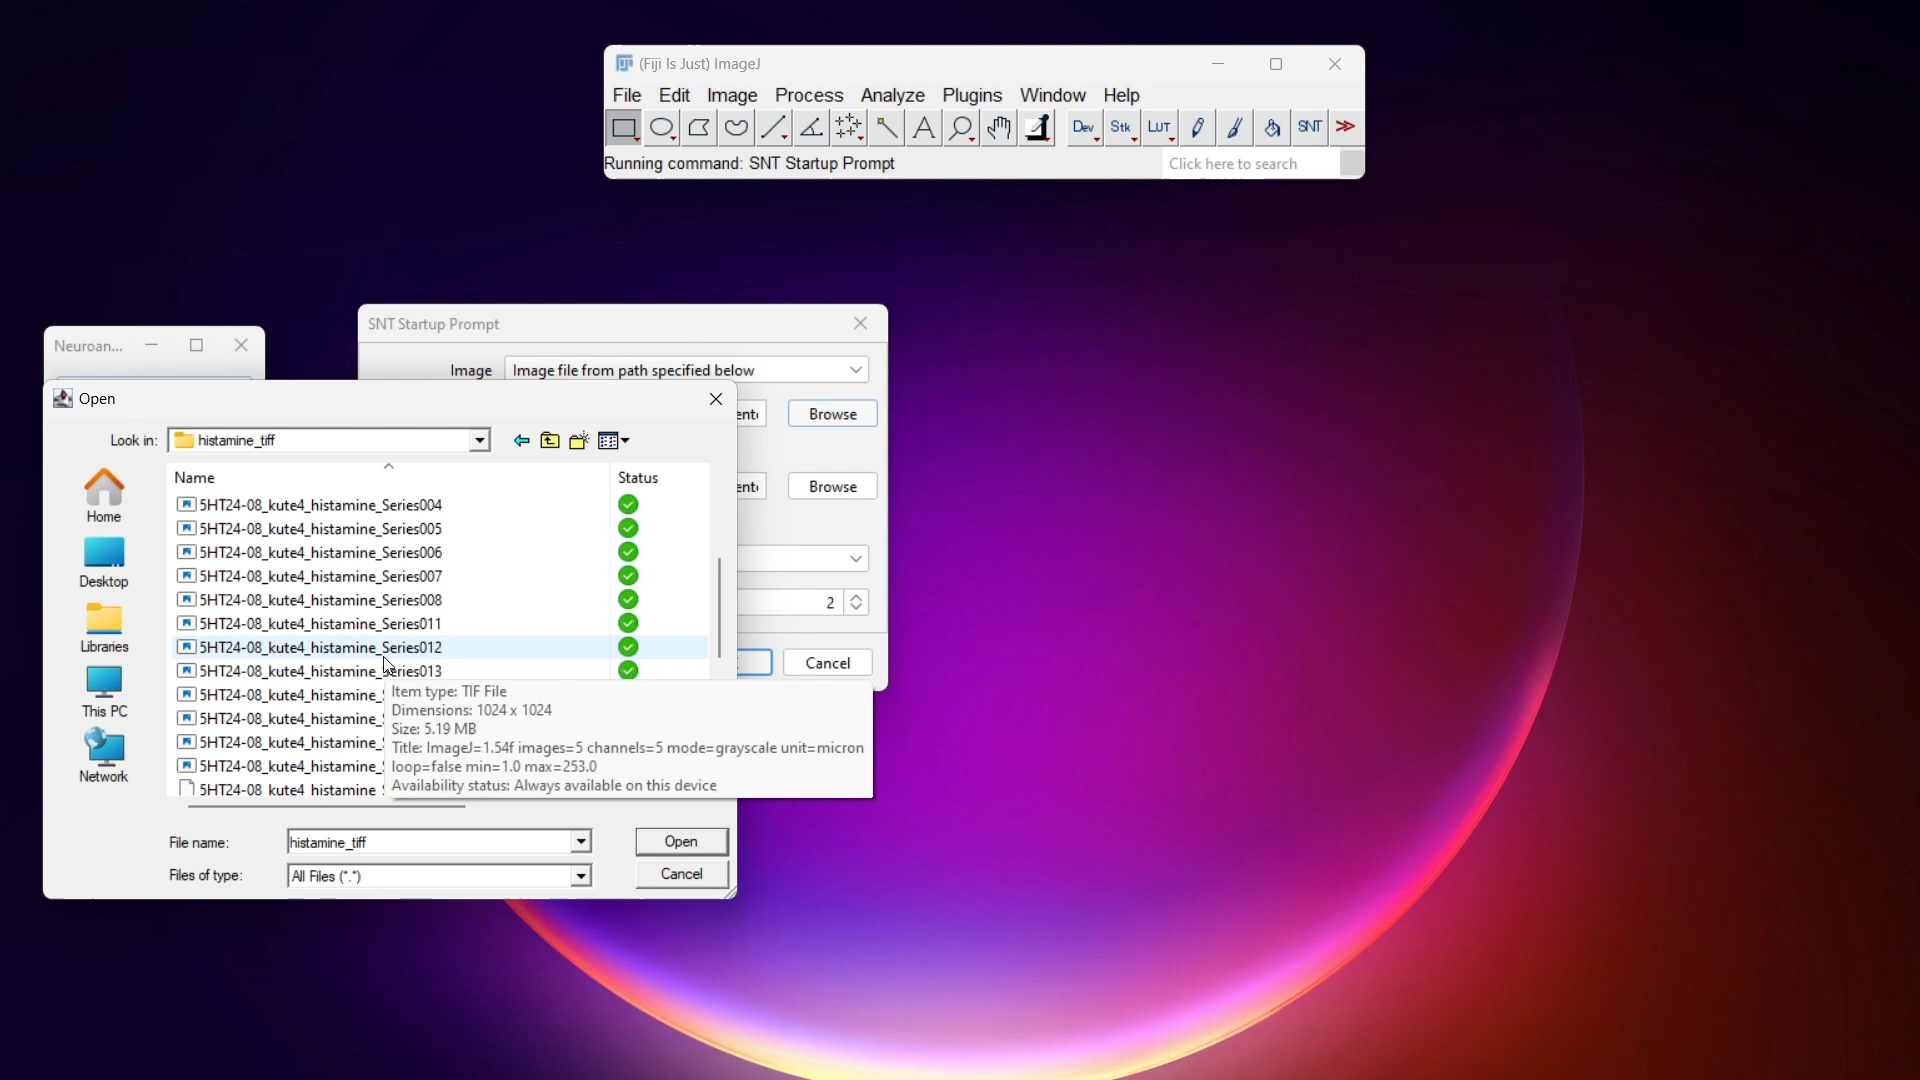 (Fiji Is Just) ImageJ
File Edit Image Process Analyze Plugins Window Help
Dev Stk LUT SNT
Running command: SNT Startup Prompt
Click here to search
SNT Startup Prompt
Image Image file from path specified below
Browse
Browse
2
Cancel
Neuroan...
Open
Look in: histamine_tiff
Name Status
5HT24-08_kute4_histamine_Series004
5HT24-08_kute4_histamine_Series005
5HT24-08_kute4_histamine_Series006
5HT24-08_kute4_histamine_Series007
5HT24-08_kute4_histamine_Series008
5HT24-08_kute4_histamine_Series011
5HT24-08_kute4_histamine_Series012
5HT24-08_kute4_histamine_Series013
5HT24-08_kute4_histamine_
5HT24-08_kute4_histamine_
5HT24-08_kute4_histamine_
5HT24-08_kute4_histamine_
5HT24-08_kute4_histamine
Home
Desktop
Libraries
This PC
Network
Item type: TIF File
Dimensions: 1024 x 1024
Size: 5.19 MB
Title: ImageJ=1.54f images=5 channels=5 mode=grayscale unit=micron
loop=false min=1.0 max=253.0
Availability status: Always available on this device
File name: histamine_tiff Open
Files of type: All Files (*.*) Cancel